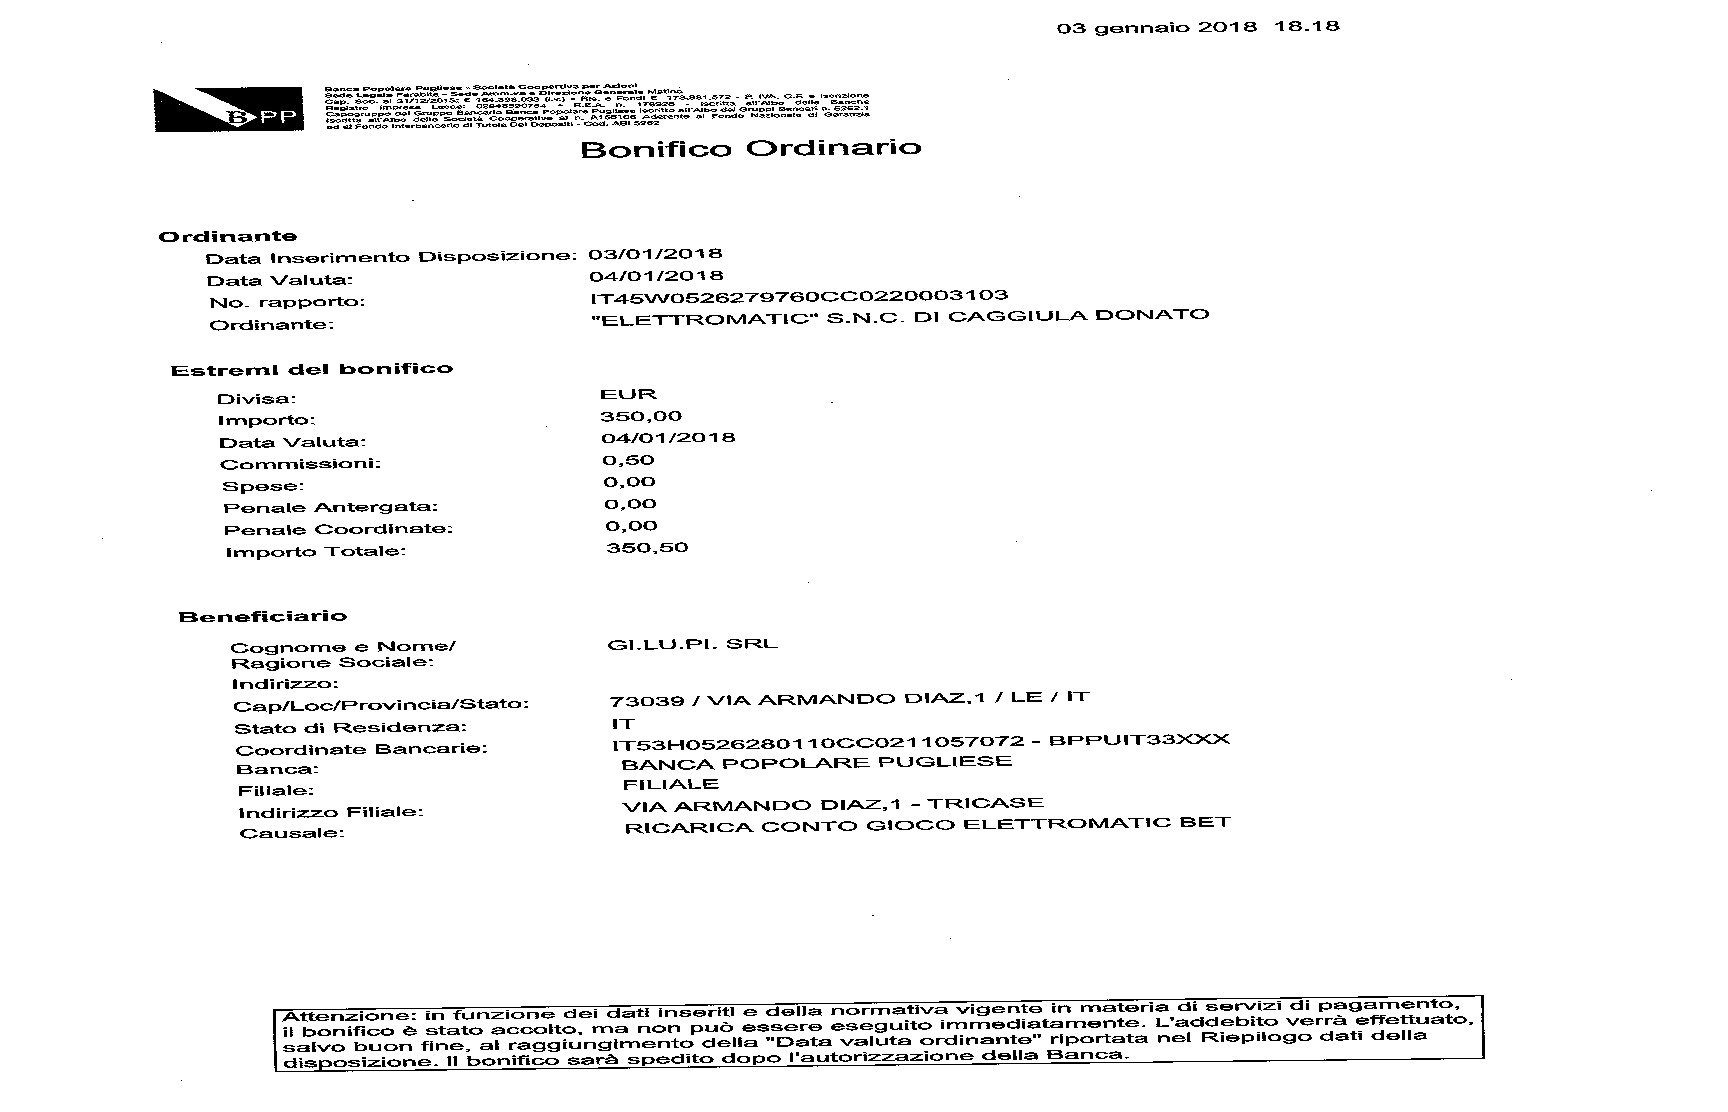 03 gennaio 2018 18.18
BPP
Banca Popolare Pugliese - Società Cooperativa per Azioni
Sede Legale Parabita - Sede Amm.va e Direzione Generale Matino
Cap. Soc. al 31/12/2015: € (i.v.) - Ris. e Fondi € - P. IVA, C.F. e Iscrizione
Registro Imprese Lecce: - R.E.A. n. - Iscritta all'Albo delle Banche
Capogruppo del Gruppo Bancario Banca Popolare Pugliese iscritto all'Albo dei Gruppi Bancari n. 5262.1
Iscritta all'Albo delle Società Cooperative al n. Aderente al Fondo Nazionale di Garanzia
ed al Fondo Interbancario di Tutela Dei Depositi - Cod. ABI 5262
Bonifico Ordinario
Ordinante
Data Inserimento Disposizione: 03/01/2018
Data Valuta: 04/01/2018
No. rapporto: IT45W0526279760CC0220003103
Ordinante: "ELETTROMATIC" S.N.C. DI CAGGIULA DONATO
Estremi del bonifico
Divisa: EUR
Importo: 350,00
Data Valuta: 04/01/2018
Commissioni: 0,50
Spese: 0,00
Penale Antergata: 0,00
Penale Coordinate: 0,00
Importo Totale: 350,50
Beneficiario
Cognome e Nome/ GI.LU.PI. SRL
Ragione Sociale:
Indirizzo:
Cap/Loc/Provincia/Stato: 73039 / VIA ARMANDO DIAZ,1 / LE / IT
Stato di Residenza: IT
Coordinate Bancarie: IT53H0526280110CC0211057072 - BPPUIT33XXX
Banca: BANCA POPOLARE PUGLIESE
Filiale: FILIALE
Indirizzo Filiale: VIA ARMANDO DIAZ,1 - TRICASE
Causale: RICARICA CONTO GIOCO ELETTROMATIC BET
Attenzione: in funzione dei dati inseriti e della normativa vigente in materia di servizi di pagamento,
il bonifico è stato accolto, ma non può essere eseguito immediatamente. L'addebito verrà effettuato,
salvo buon fine, al raggiungimento della "Data valuta ordinante" riportata nel Riepilogo dati della
disposizione. Il bonifico sarà spedito dopo l'autorizzazione della Banca.